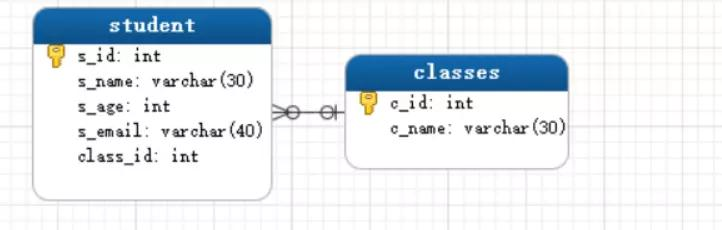 student
s_id: int
s_name: varchar(30)
s_age: int
s_email: varchar(40)
class_id: int
classes
c_id: int
c_name: varchar(30)